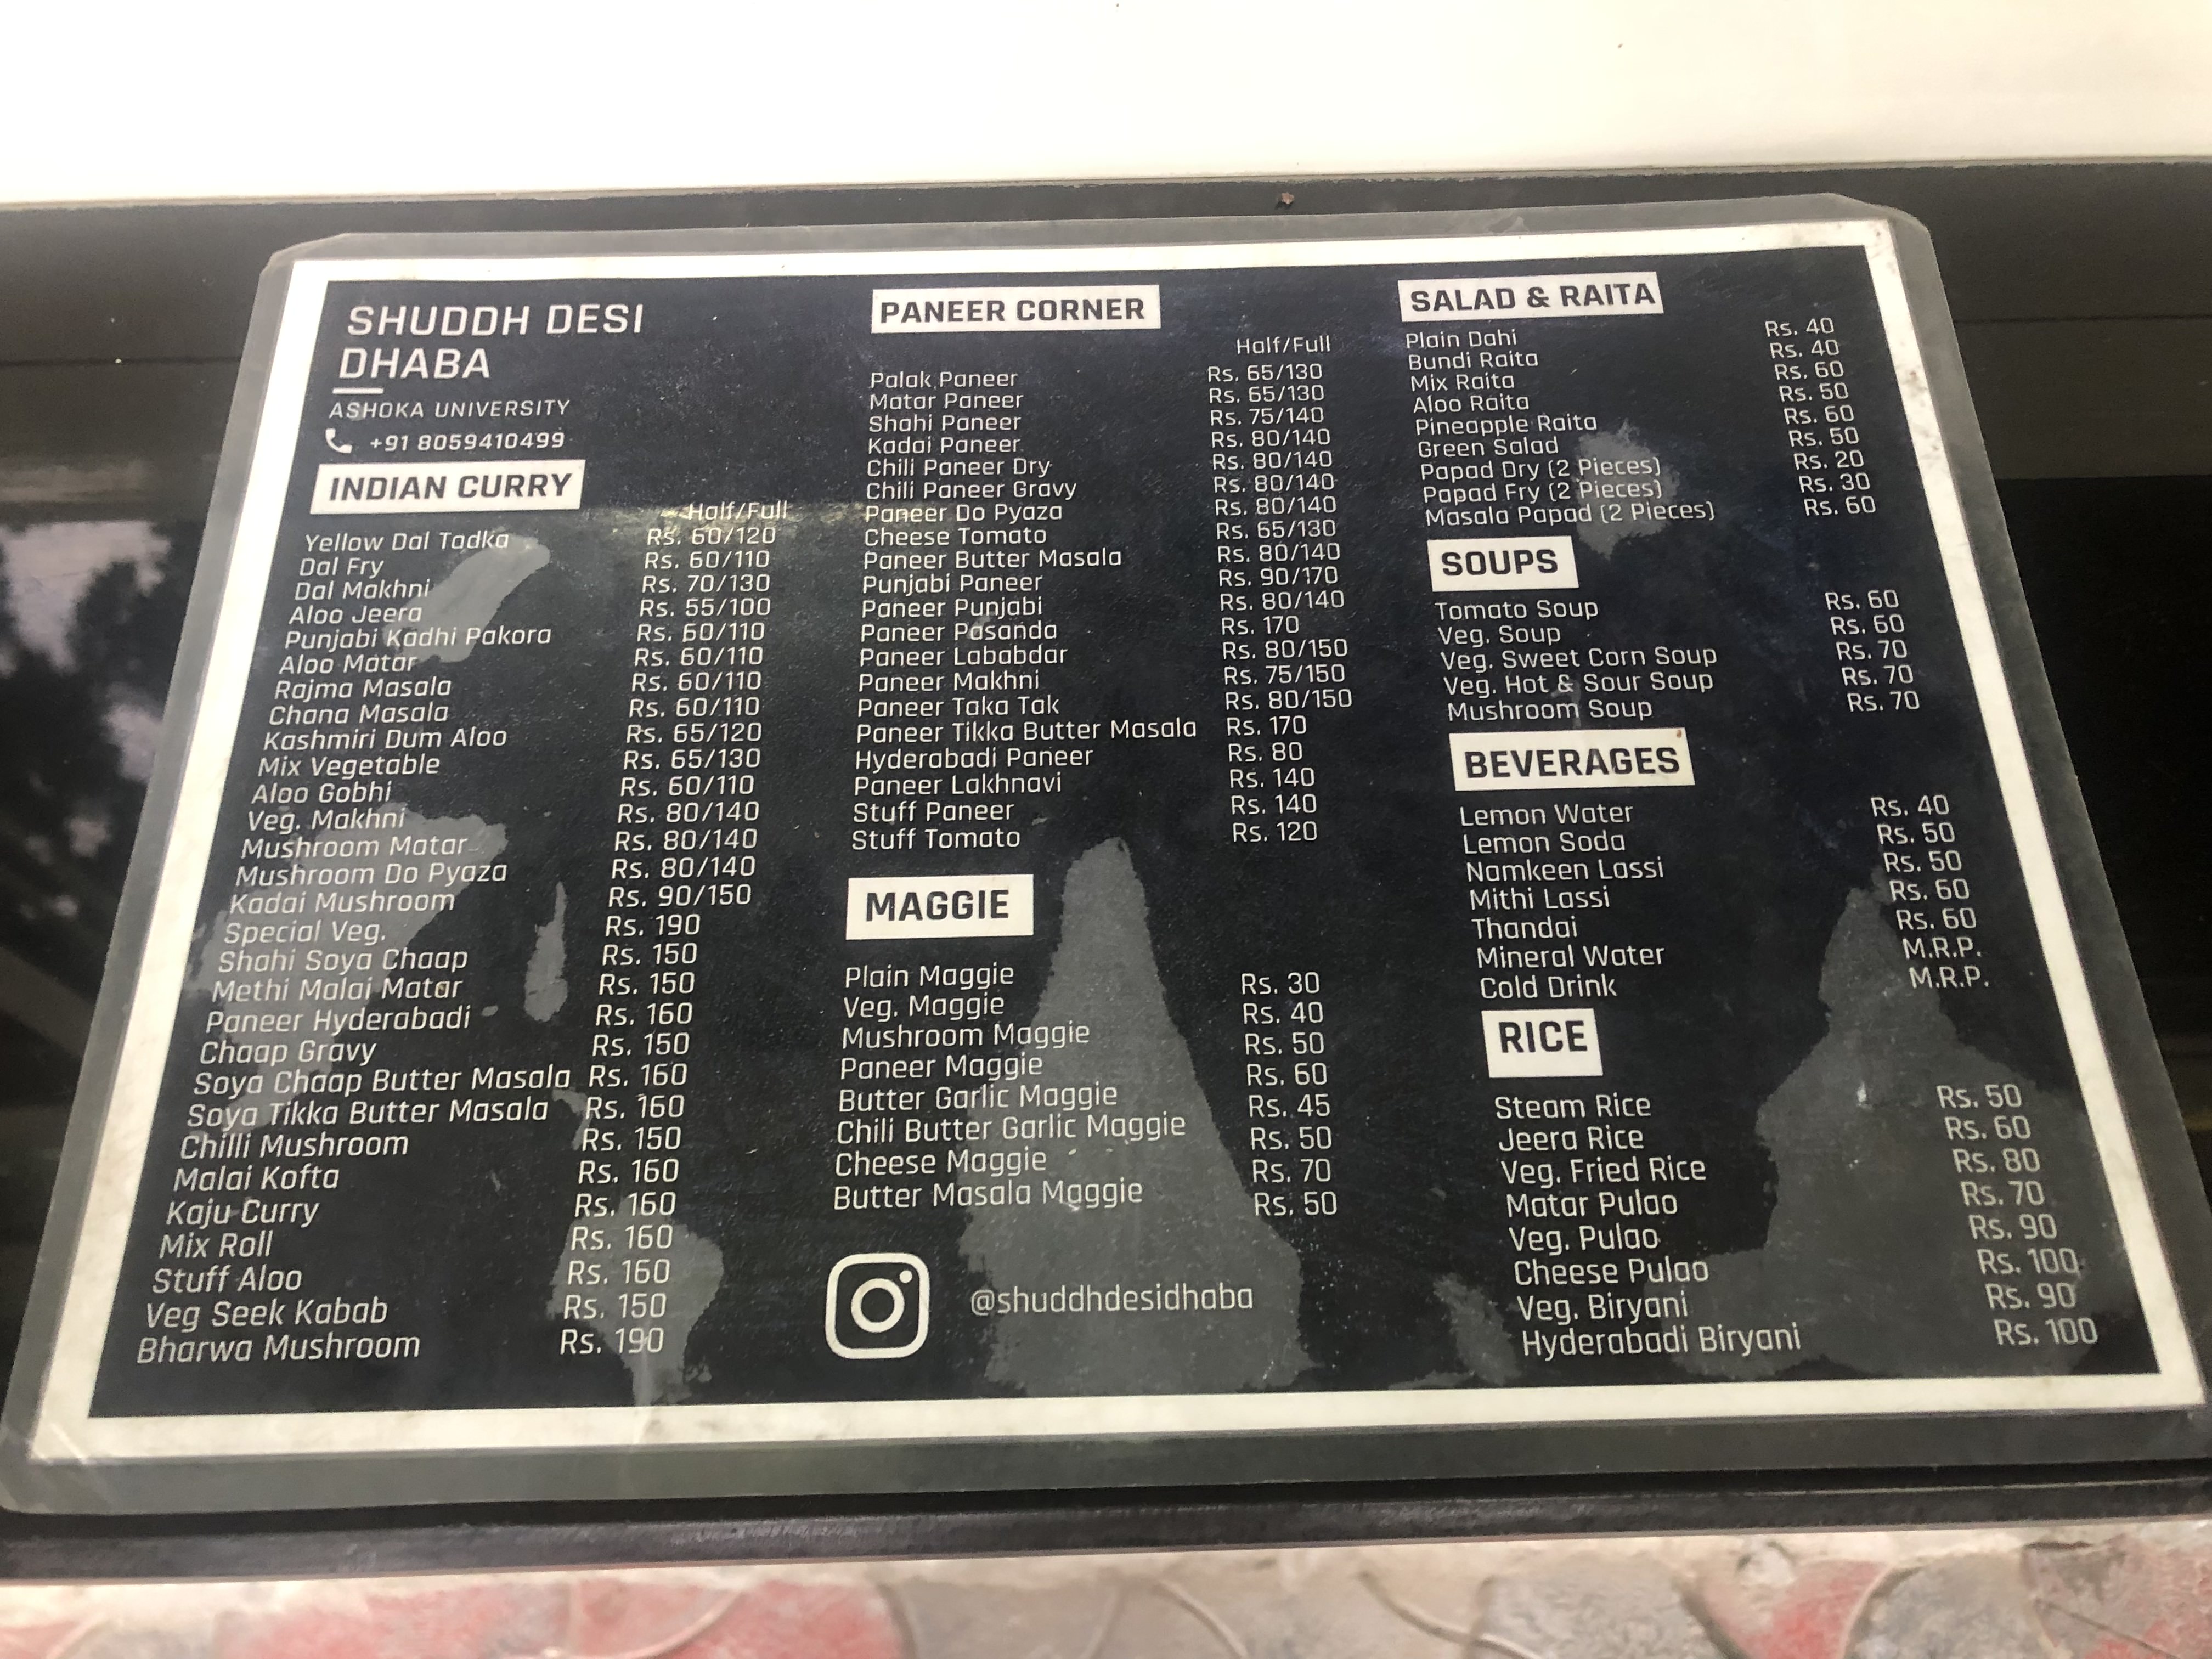 SHUDDH DESI
DHABA
ASHOKA UNIVERSITY
+91 8059410499
INDIAN CURRY
Half/Full
Yellow Dal Tadka Rs. 60/120
Dal Fry Rs. 60/110
Dal Makhni Rs. 70/130
Aloo Jeera Rs. 55/100
Punjabi Kadhi Pakora Rs. 60/110
Aloo Matar Rs. 60/110
Rajma Masala Rs. 60/110
Chana Masala Rs. 60/110
Kashmiri Dum Aloo Rs. 65/120
Mix Vegetable Rs. 65/130
Aloo Gobhi Rs. 60/110
Veg. Makhni Rs. 80/140
Mushroom Matar Rs. 80/140
Mushroom Do Pyaza Rs. 80/140
Kadai Mushroom Rs. 90/150
Special Veg. Rs. 190
Shahi Soya Chaap Rs. 150
Methi Malai Matar Rs. 150
Paneer Hyderabadi Rs. 160
Chaap Gravy Rs. 150
Soya Chaap Butter Masala Rs. 160
Soya Tikka Butter Masala Rs. 160
Chilli Mushroom Rs. 150
Malai Kofta Rs. 160
Kaju Curry Rs. 160
Mix Roll Rs. 160
Stuff Aloo Rs. 160
Veg Seek Kabab Rs. 150
Bharwa Mushroom Rs. 190
PANEER CORNER
Half/Full
Palak Paneer Rs. 65/130
Matar Paneer Rs. 65/130
Shahi Paneer Rs. 75/140
Kadai Paneer Rs. 80/140
Chili Paneer Dry Rs. 80/140
Chili Paneer Gravy Rs. 80/140
Paneer Do Pyaza Rs. 80/140
Cheese Tomato Rs. 65/130
Paneer Butter Masala Rs. 80/140
Punjabi Paneer Rs. 90/170
Paneer Punjabi Rs. 80/140
Paneer Pasanda Rs. 170
Paneer Lababdar Rs. 80/150
Paneer Makhni Rs. 75/150
Paneer Taka Tak Rs. 80/150
Paneer Tikka Butter Masala Rs. 170
Hyderabadi Paneer Rs. 80
Paneer Lakhnavi Rs. 140
Stuff Paneer Rs. 140
Stuff Tomato Rs. 120
MAGGIE
Plain Maggie Rs. 30
Veg. Maggie Rs. 40
Mushroom Maggie Rs. 50
Paneer Maggie Rs. 60
Butter Garlic Maggie Rs. 45
Chili Butter Garlic Maggie Rs. 50
Cheese Maggie Rs. 70
Butter Masala Maggie Rs. 50
@shuddhdesidhaba
SALAD & RAITA
Plain Dahi Rs. 40
Bundi Raita Rs. 40
Mix Raita Rs. 60
Aloo Raita Rs. 50
Pineapple Raita Rs. 60
Green Salad Rs. 50
Papad Dry (2 Pieces) Rs. 20
Papad Fry (2 Pieces) Rs. 30
Masala Papad (2 Pieces) Rs. 60
SOUPS
Tomato Soup Rs. 60
Veg. Soup Rs. 60
Veg. Sweet Corn Soup Rs. 70
Veg. Hot & Sour Soup Rs. 70
Mushroom Soup Rs. 70
BEVERAGES
Lemon Water Rs. 40
Lemon Soda Rs. 50
Namkeen Lassi Rs. 50
Mithi Lassi Rs. 60
Thandai Rs. 60
Mineral Water M.R.P.
Cold Drink M.R.P.
RICE
Steam Rice Rs. 50
Jeera Rice Rs. 60
Veg. Fried Rice Rs. 80
Matar Pulao Rs. 70
Veg. Pulao Rs. 90
Cheese Pulao Rs. 100
Veg. Biryani Rs. 90
Hyderabadi Biryani Rs. 100